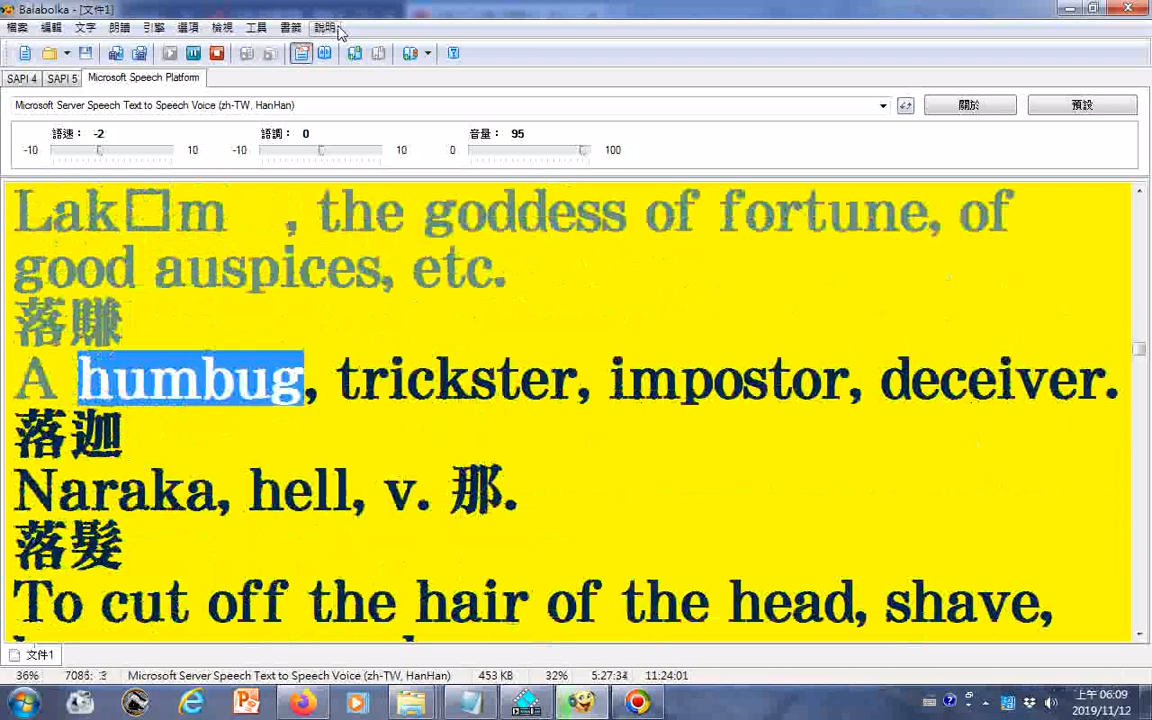 Balabolka - [文件1]
檔案 編輯 文字 朗讀 引擎 選項 檢視 工具 書籤 說明
SAPI 4 SAPI 5 Microsoft Speech Platform
Microsoft Server Speech Text to Speech Voice (zh-TW, HanHan) 關於 預設
語速： -2 語調： 0 音量： 95
-10 10 -10 10 0 100
Lak□m , the goddess of fortune, of
good auspices, etc.
落賺
A humbug, trickster, impostor, deceiver.
落迦
Naraka, hell, v. 那.
落髮
To cut off the hair of the head, shave,
文件1
36% Microsoft Server Speech Text to Speech Voice (zh-TW, HanHan) 453 KB 32% 5:27:34 11:24:01
上午 06:09
2019/11/12